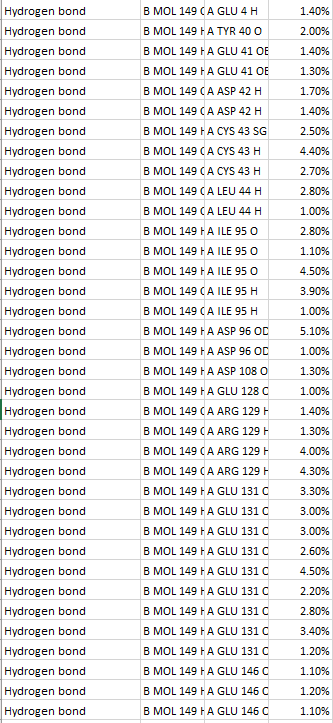 Hydrogen bond B MOL 149 A GLU 4 H 1.40%
Hydrogen bond B MOL 149 A TYR 40 O 2.00%
Hydrogen bond B MOL 149 A GLU 41 OE 1.40%
Hydrogen bond B MOL 149 A GLU 41 OE 1.30%
Hydrogen bond B MOL 149 A ASP 42 H 1.70%
Hydrogen bond B MOL 149 A ASP 42 H 1.40%
Hydrogen bond B MOL 149 A CYS 43 SG 2.50%
Hydrogen bond B MOL 149 A CYS 43 H 4.40%
Hydrogen bond B MOL 149 A CYS 43 H 2.70%
Hydrogen bond B MOL 149 A LEU 44 H 2.80%
Hydrogen bond B MOL 149 A LEU 44 H 1.00%
Hydrogen bond B MOL 149 A ILE 95 O 2.80%
Hydrogen bond B MOL 149 A ILE 95 O 1.10%
Hydrogen bond B MOL 149 A ILE 95 O 4.50%
Hydrogen bond B MOL 149 A ILE 95 H 3.90%
Hydrogen bond B MOL 149 A ILE 95 H 1.00%
Hydrogen bond B MOL 149 A ASP 96 OD 5.10%
Hydrogen bond B MOL 149 A ASP 96 OD 1.00%
Hydrogen bond B MOL 149 A ASP 108 O 1.30%
Hydrogen bond B MOL 149 A GLU 128 1.00%
Hydrogen bond B MOL 149 A ARG 129 1.40%
Hydrogen bond B MOL 149 A ARG 129 1.30%
Hydrogen bond B MOL 149 A ARG 129 4.00%
Hydrogen bond B MOL 149 A ARG 129 4.30%
Hydrogen bond B MOL 149 A GLU 131 3.30%
Hydrogen bond B MOL 149 A GLU 131 3.00%
Hydrogen bond B MOL 149 A GLU 131 3.00%
Hydrogen bond B MOL 149 A GLU 131 2.60%
Hydrogen bond B MOL 149 A GLU 131 4.50%
Hydrogen bond B MOL 149 A GLU 131 2.20%
Hydrogen bond B MOL 149 A GLU 131 2.80%
Hydrogen bond B MOL 149 A GLU 131 3.40%
Hydrogen bond B MOL 149 A GLU 131 1.20%
Hydrogen bond B MOL 149 A GLU 146 1.10%
Hydrogen bond B MOL 149 A GLU 146 1.20%
Hydrogen bond B MOL 149 A GLU 146 1.10%